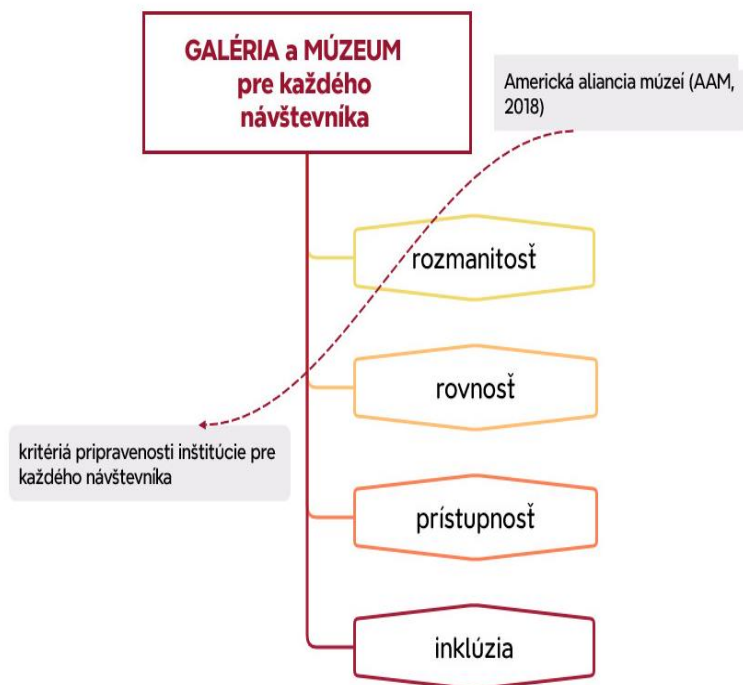 GALÉRIA a MÚZEUM
pre každého
návštevníka
Americká aliancia múzeí (AAM,
2018)
rozmanitosť
rovnosť
kritériá pripravenosti inštitúcie pre
každého návštevníka
prístupnosť
inklúzia